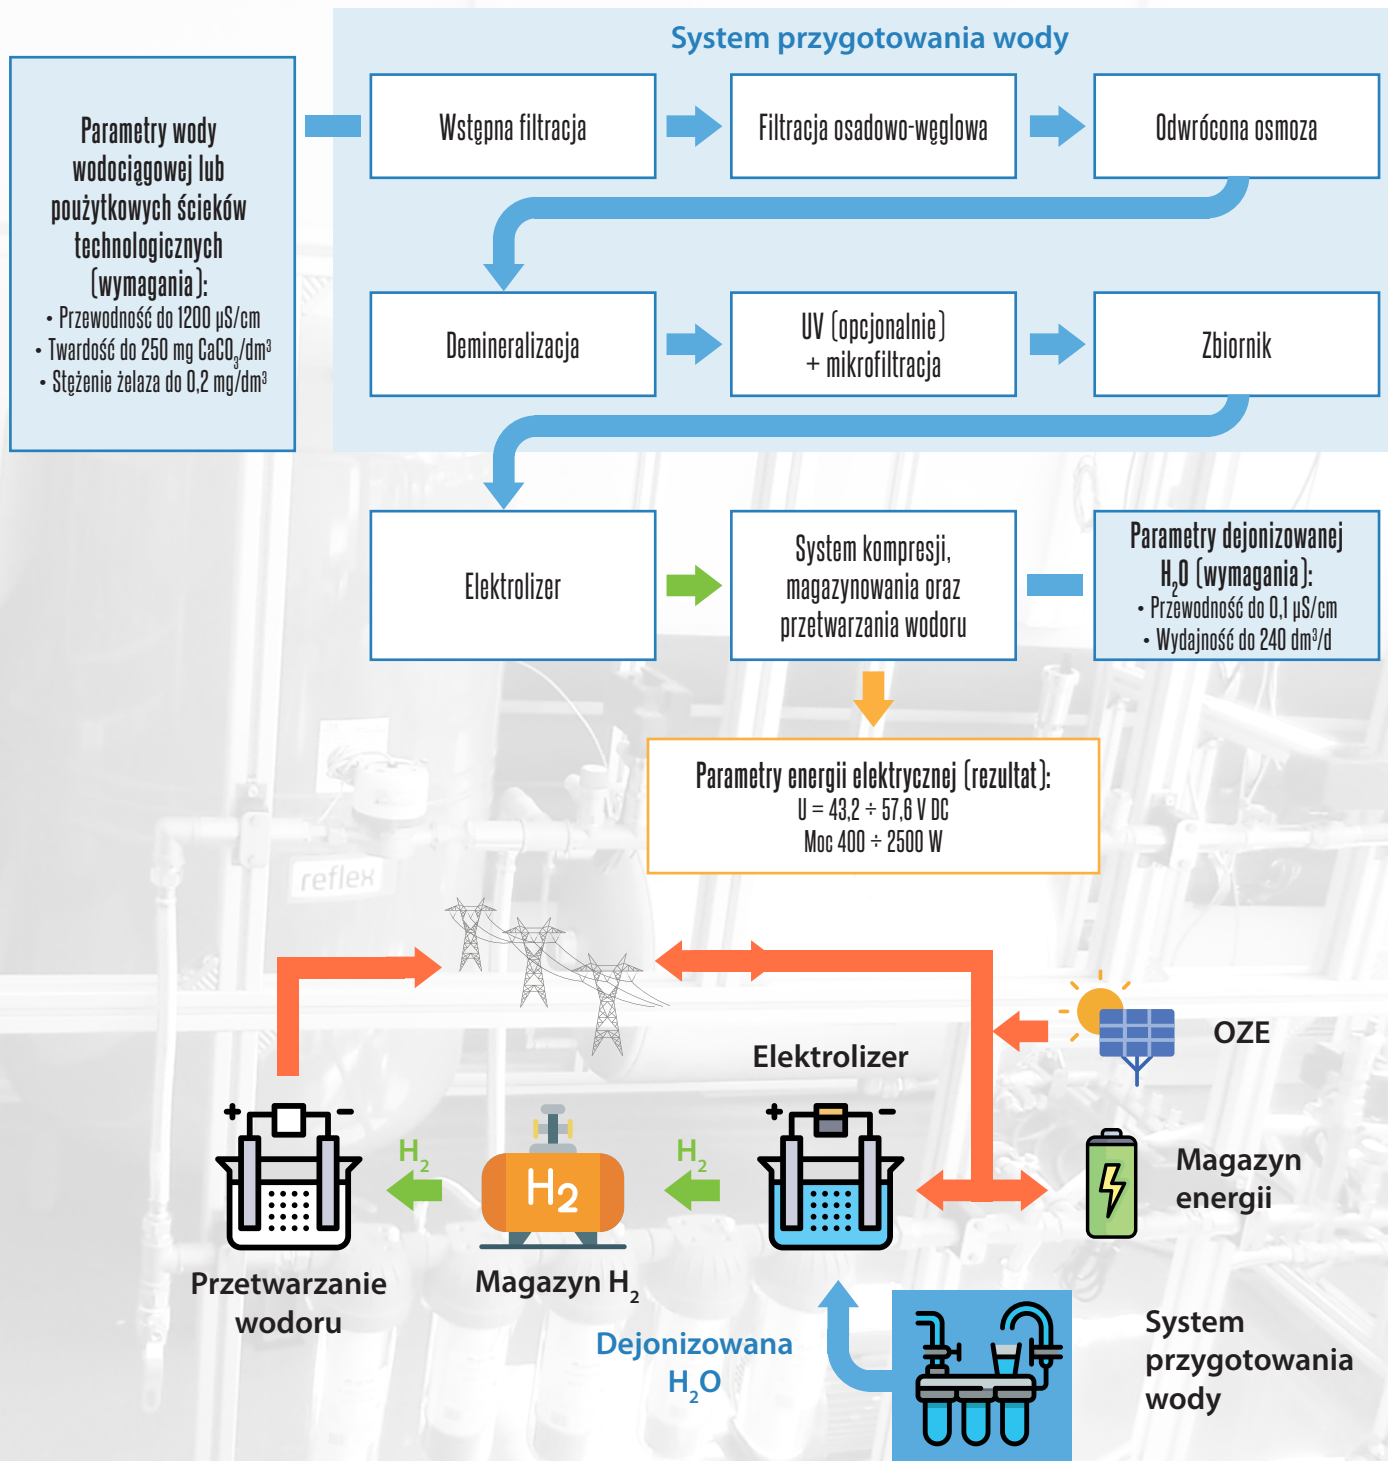 System przygotowania wody
Parametry wody
wodociągowej lub
poużytkowych ścieków
technologicznych
(wymagania):
• Przewodność do 1200 µS/cm
• Twardość do 250 mg CaCO₃/dm³
• Stężenie żelaza do 0,2 mg/dm³
Wstępna filtracja
Filtracja osadowo-węglowa
Odwrócona osmoza
Demineralizacja
UV (opcjonalnie)
+ mikrofiltracja
Zbiornik
Elektrolizer
System kompresji,
magazynowania oraz
przetwarzania wodoru
Parametry dejonizowanej
H₂O (wymagania):
• Przewodność do 0,1 µS/cm
• Wydajność do 240 dm³/d
Parametry energii elektrycznej (rezultat):
U = 43,2 ÷ 57,6 V DC
Moc 400 ÷ 2500 W
reflex
OZE
Elektrolizer
+ −
+ −
H₂
H₂
H2
Magazyn
energii
Przetwarzanie
wodoru
Magazyn H₂
Dejonizowana
H₂O
System
przygotowania
wody